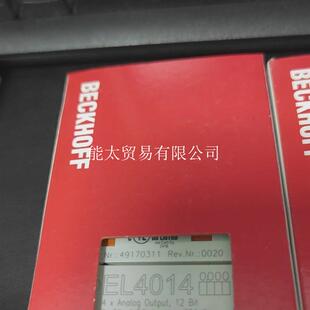 BECKHOFF
BECKHOFF
能太贸易有限公司
Nr.: 49170311 Rev.Nr.: 0020
EL4014
4 x Analog Output, 12 Bit